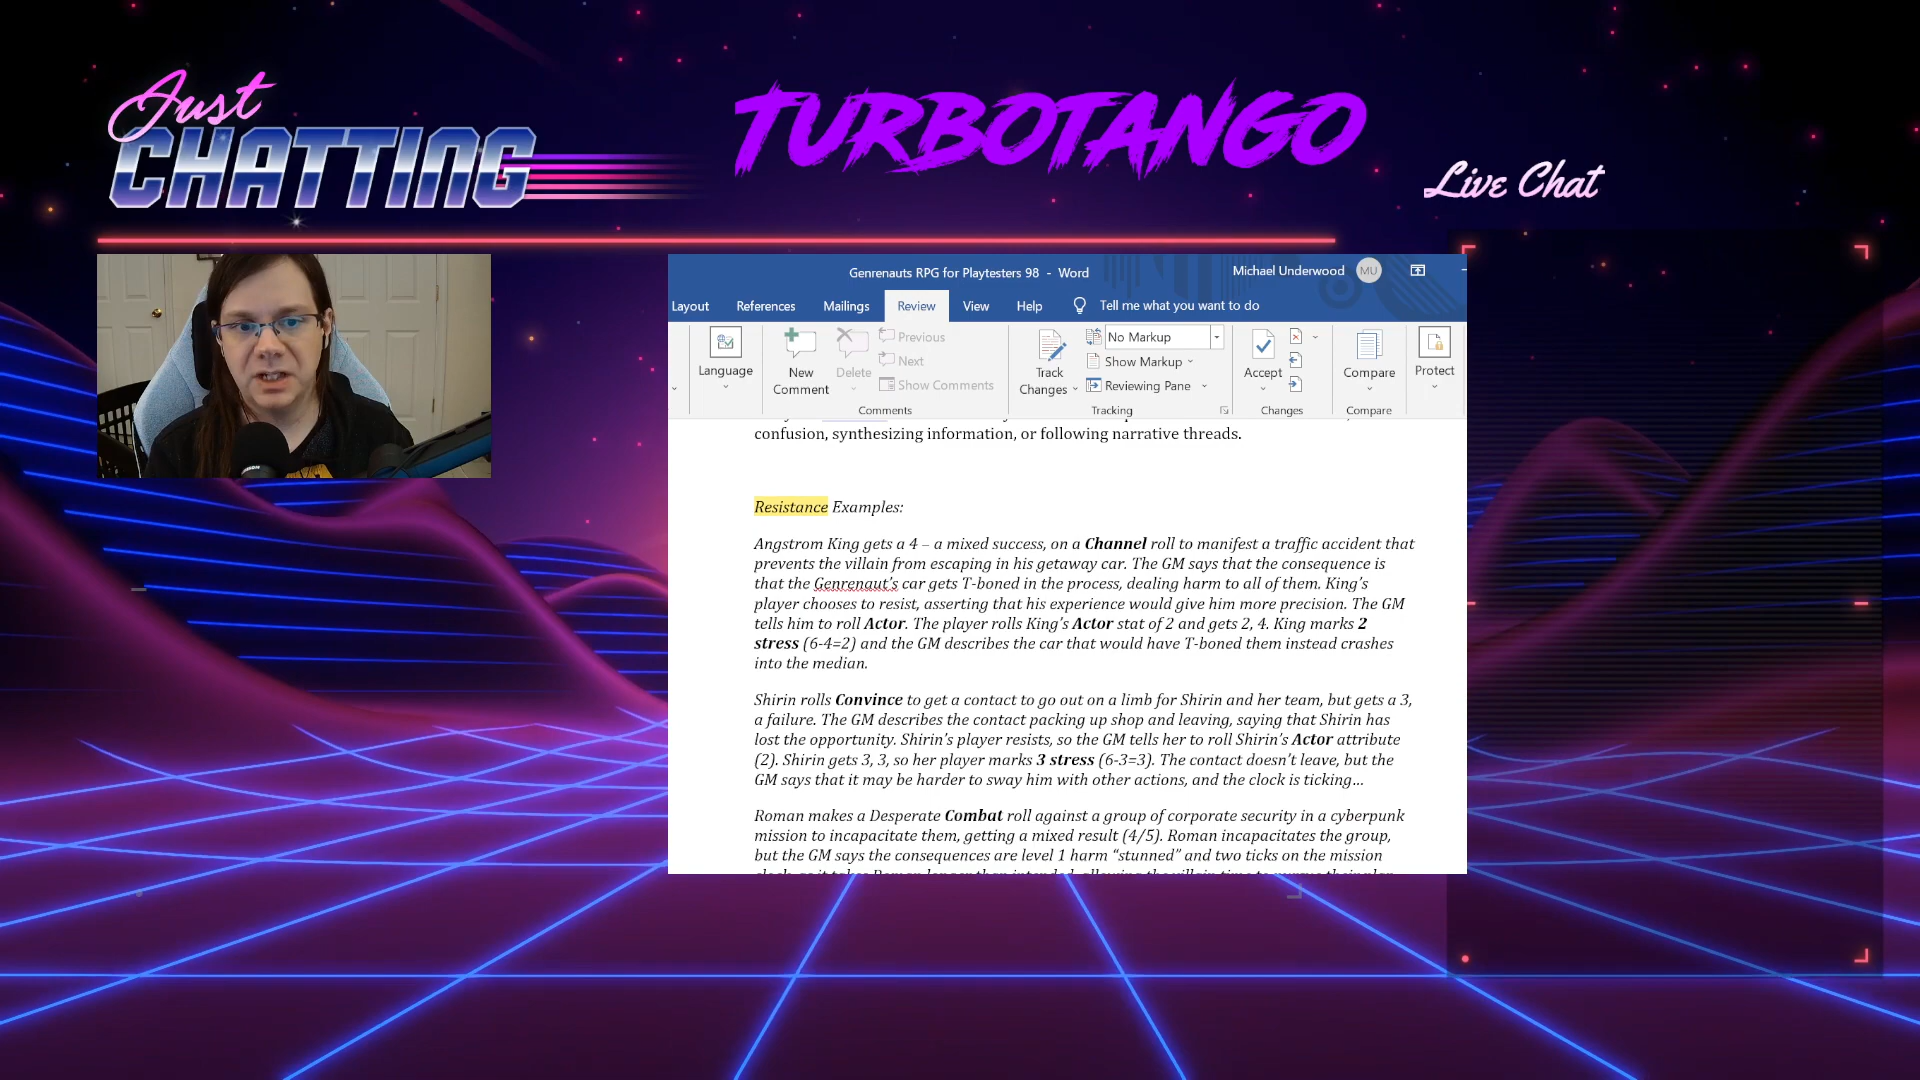 Just
CHATTING
TURBOTANGO
Live Chat
Genrenauts RPG for Playtesters 98 - Word
Michael Underwood MU
Layout References Mailings Review View Help Tell me what you want to do
Language
New Comment
Delete
Previous
Next
Show Comments
Comments
Track Changes
No Markup
Show Markup
Reviewing Pane
Tracking
Accept
Changes
Compare
Compare
Protect
confusion, synthesizing information, or following narrative threads.
Resistance Examples:
Angstrom King gets a 4 – a mixed success, on a Channel roll to manifest a traffic accident that
prevents the villain from escaping in his getaway car. The GM says that the consequence is
that the Genrenaut's car gets T-boned in the process, dealing harm to all of them. King's
player chooses to resist, asserting that his experience would give him more precision. The GM
tells him to roll Actor. The player rolls King's Actor stat of 2 and gets 2, 4. King marks 2
stress (6-4=2) and the GM describes the car that would have T-boned them instead crashes
into the median.
Shirin rolls Convince to get a contact to go out on a limb for Shirin and her team, but gets a 3,
a failure. The GM describes the contact packing up shop and leaving, saying that Shirin has
lost the opportunity. Shirin's player resists, so the GM tells her to roll Shirin's Actor attribute
(2). Shirin gets 3, 3, so her player marks 3 stress (6-3=3). The contact doesn't leave, but the
GM says that it may be harder to sway him with other actions, and the clock is ticking...
Roman makes a Desperate Combat roll against a group of corporate security in a cyberpunk
mission to incapacitate them, getting a mixed result (4/5). Roman incapacitates the group,
but the GM says the consequences are level 1 harm "stunned" and two ticks on the mission